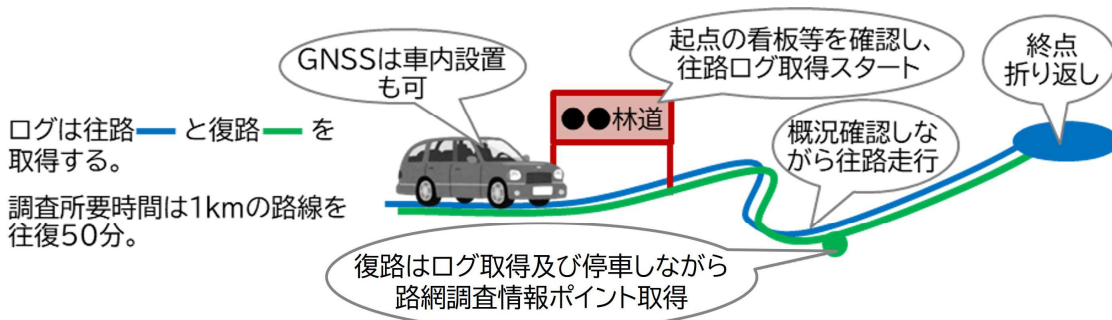 GNSSは車内設置
も可
起点の看板等を確認し、
往路ログ取得スタート
終点
折り返し
●●林道
ログは往路 と復路 を
取得する。
概況確認しな
がら往路走行
調査所要時間は1kmの路線を
往復50分。
復路はログ取得及び停車しながら
路網調査情報ポイント取得